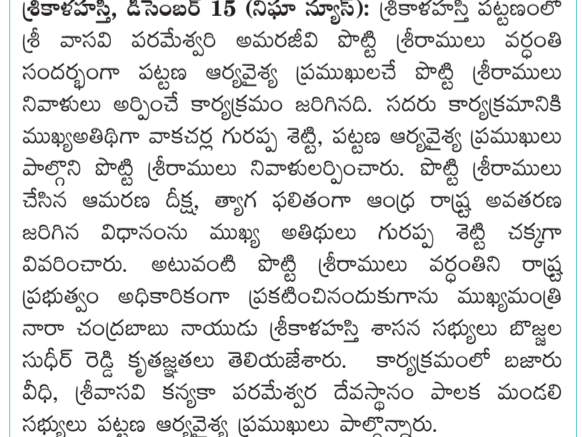 శ్రీకాళహస్తి, డిసెంబర్ 15 (నిఘా న్యూస్): శ్రీకాళహస్తి పట్టణంలో
శ్రీ వాసవి పరమేశ్వరి అమరజీవి పొట్టి శ్రీరాములు వర్ధంతి
సందర్భంగా పట్టణ ఆర్యవైశ్య ప్రముఖులచే పొట్టి శ్రీరాములు
నివాళులు అర్పించే కార్యక్రమం జరిగినది. సదరు కార్యక్రమానికి
ముఖ్యఅతిథిగా వాకచర్ల గురప్ప శెట్టి, పట్టణ ఆర్యవైశ్య ప్రముఖులు
పాల్గొని పొట్టి శ్రీరాములు నివాళులర్పించారు. పొట్టి శ్రీరాములు
చేసిన ఆమరణ దీక్ష, త్యాగ ఫలితంగా ఆంధ్ర రాష్ట్ర అవతరణ
జరిగిన విధానంను ముఖ్య అతిథులు గురప్ప శెట్టి చక్కగా
వివరించారు. అటువంటి పొట్టి శ్రీరాములు వర్ధంతిని రాష్ట్ర
ప్రభుత్వం అధికారికంగా ప్రకటించినందుకుగాను ముఖ్యమంత్రి
నారా చంద్రబాబు నాయుడు శ్రీకాళహస్తి శాసన సభ్యులు బొజ్జల
సుధీర్ రెడ్డి కృతజ్ఞతలు తెలియజేశారు. కార్యక్రమంలో బజారు
వీధి, శ్రీవాసవి కన్యకా పరమేశ్వర దేవస్థానం పాలక మండలి
సభ్యులు పట్టణ ఆర్యవైశ్య ప్రముఖులు పాల్గొన్నారు.